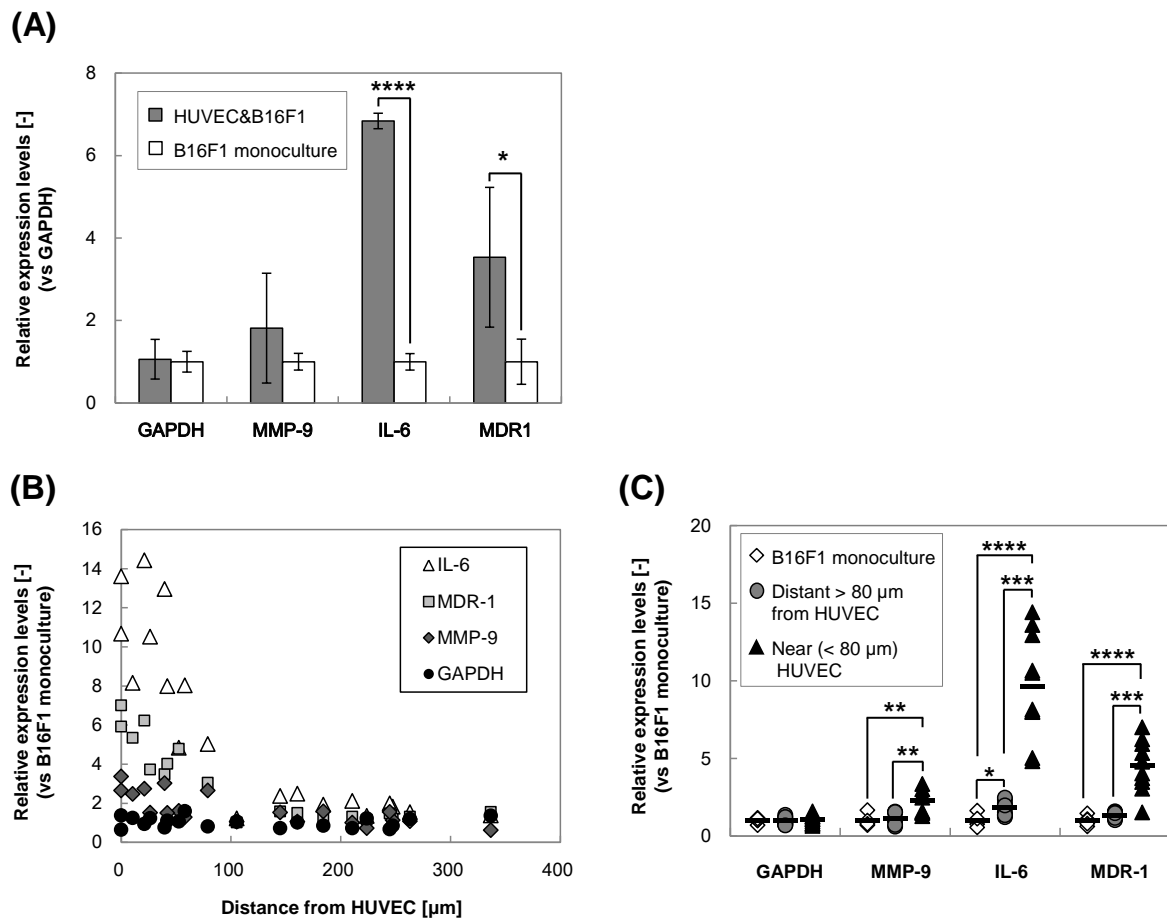 (A)
Relative expression levels [-]
(vs GAPDH)
8
6
4
2
0
HUVEC&B16F1
B16F1 monoculture
****
*
GAPDH MMP-9 IL-6 MDR1
(B)
Relative expression levels [-]
(vs B16F1 monoculture)
16
14
12
10
8
6
4
2
0
IL-6
MDR-1
MMP-9
GAPDH
0 100 200 300 400
Distance from HUVEC [µm]
(C)
Relative expression levels [-]
(vs B16F1 monoculture)
20
15
10
5
0
B16F1 monoculture
Distant > 80 µm
from HUVEC
Near (< 80 µm)
HUVEC
**
**
****
***
*
****
***
GAPDH MMP-9 IL-6 MDR-1